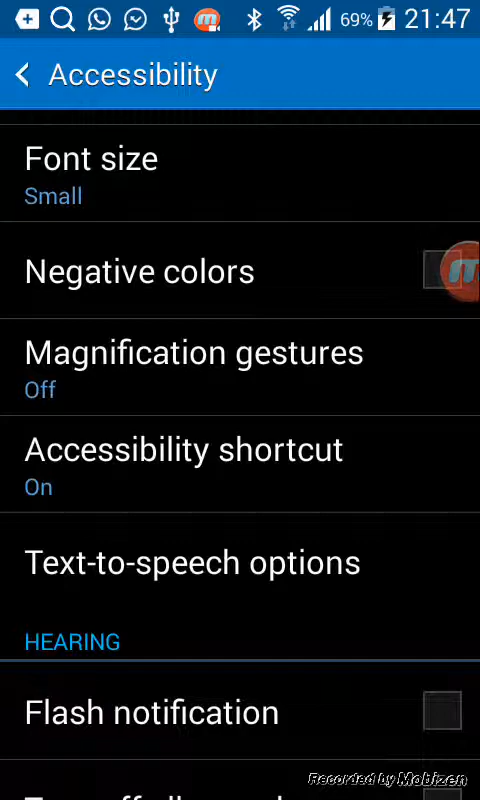 69% 21:47
Accessibility
Font size
Small
Negative colors
Magnification gestures
Off
Accessibility shortcut
On
Text-to-speech options
HEARING
Flash notification
Recorded by Mobizen